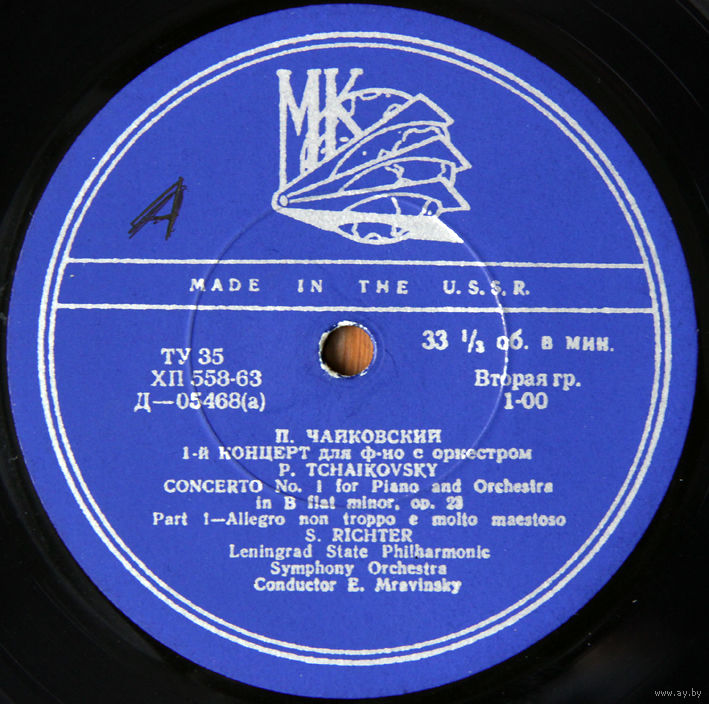 МК
A
MADE IN THE U.S.S.R.
33 ⅓ об. в мин.
ТУ 35
ХП 558-63
Д—05468(а)
Вторая гр.
1-00
П. ЧАЙКОВСКИЙ
1-й КОНЦЕРТ для ф-но с оркестром
P. TCHAIKOVSKY
CONCERTO No. 1 for Piano and Orchestra
in B flat minor, op. 23
Part 1—Allegro non troppo e molto maestoso
S. RICHTER
Leningrad State Philharmonic
Symphony Orchestra
Conductor E. Mravinsky
www.ay.by